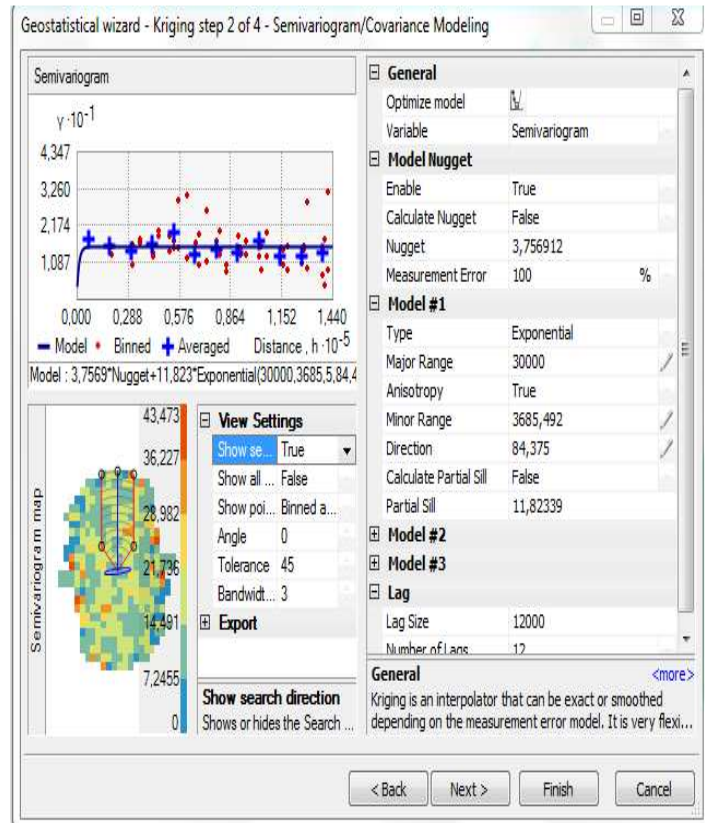 Geostatistical wizard - Kriging step 2 of 4 - Semivariogram/Covariance Modeling
Semivariogram
γ·10⁻¹
4,347
3,260
2,174
1,087
0,000 0,288 0,576 0,864 1,152 1,440
Model Binned Averaged Distance , h·10⁻⁵
Model : 3,7569*Nugget+11,823*Exponential(30000,3685,5,84,4
Semivariogram map
43,473
36,227
28,982
21,736
14,491
7,2455
0
View Settings
Show se... True
Show all ... False
Show poi... Binned a...
Angle 0
Tolerance 45
Bandwidt... 3
Export
Show search direction
Shows or hides the Search ...
General
Optimize model
Variable Semivariogram
Model Nugget
Enable True
Calculate Nugget False
Nugget 3,756912
Measurement Error 100 %
Model #1
Type Exponential
Major Range 30000
Anisotropy True
Minor Range 3685,492
Direction 84,375
Calculate Partial Sill False
Partial Sill 11,82339
Model #2
Model #3
Lag
Lag Size 12000
Number of Lags 12
General <more>
Kriging is an interpolator that can be exact or smoothed
depending on the measurement error model. It is very flexi...
< Back Next > Finish Cancel